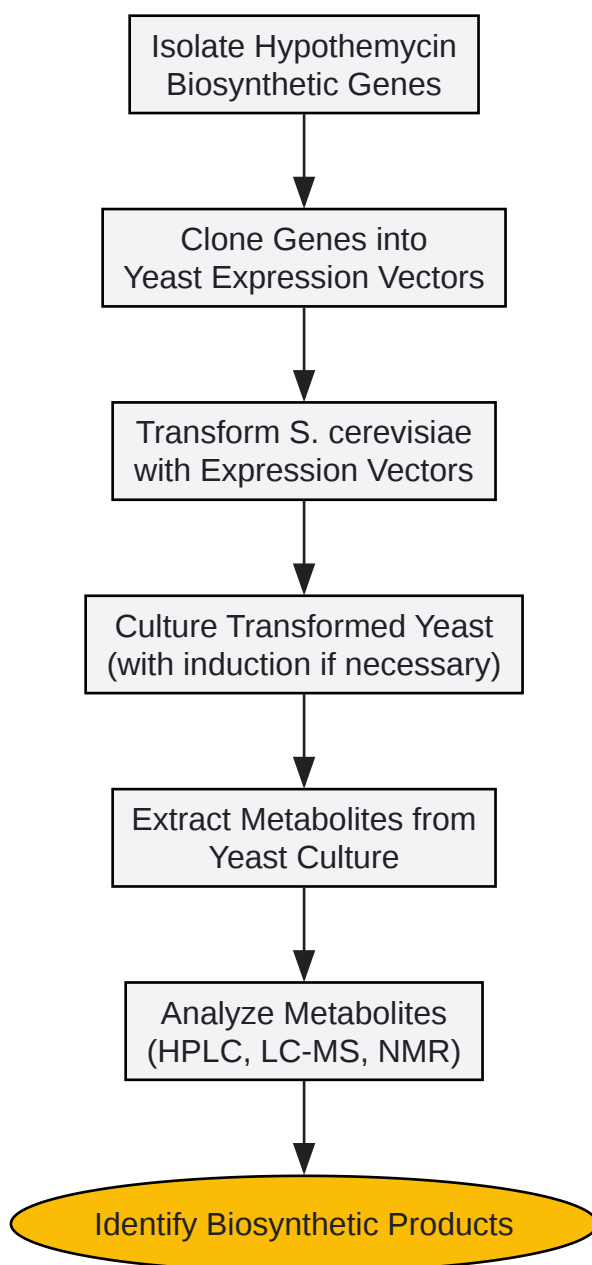 Isolate Hypothemycin
Biosynthetic Genes
Clone Genes into
Yeast Expression Vectors
Transform S. cerevisiae
with Expression Vectors
Culture Transformed Yeast
(with induction if necessary)
Extract Metabolites from
Yeast Culture
Analyze Metabolites
(HPLC, LC-MS, NMR)
Identify Biosynthetic Products